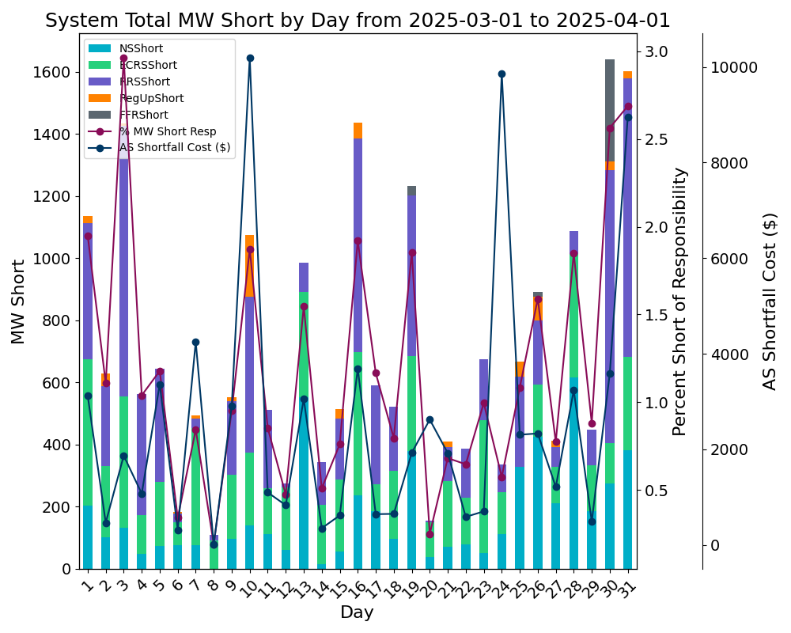 System Total MW Short by Day from 2025-03-01 to 2025-04-01
NSShort
ECRSShort
RRSShort
RegUpShort
FFRShort
% MW Short Resp
AS Shortfall Cost ($)
MW Short
0
200
400
600
800
1000
1200
1400
1600
Percent Short of Responsibility
0.5
1.0
1.5
2.0
2.5
3.0
AS Shortfall Cost ($)
0
2000
4000
6000
8000
10000
1 2 3 4 5 6 7 8 9 10 11 12 13 14 15 16 17 18 19 20 21 22 23 24 25 26 27 28 29 30 31
Day